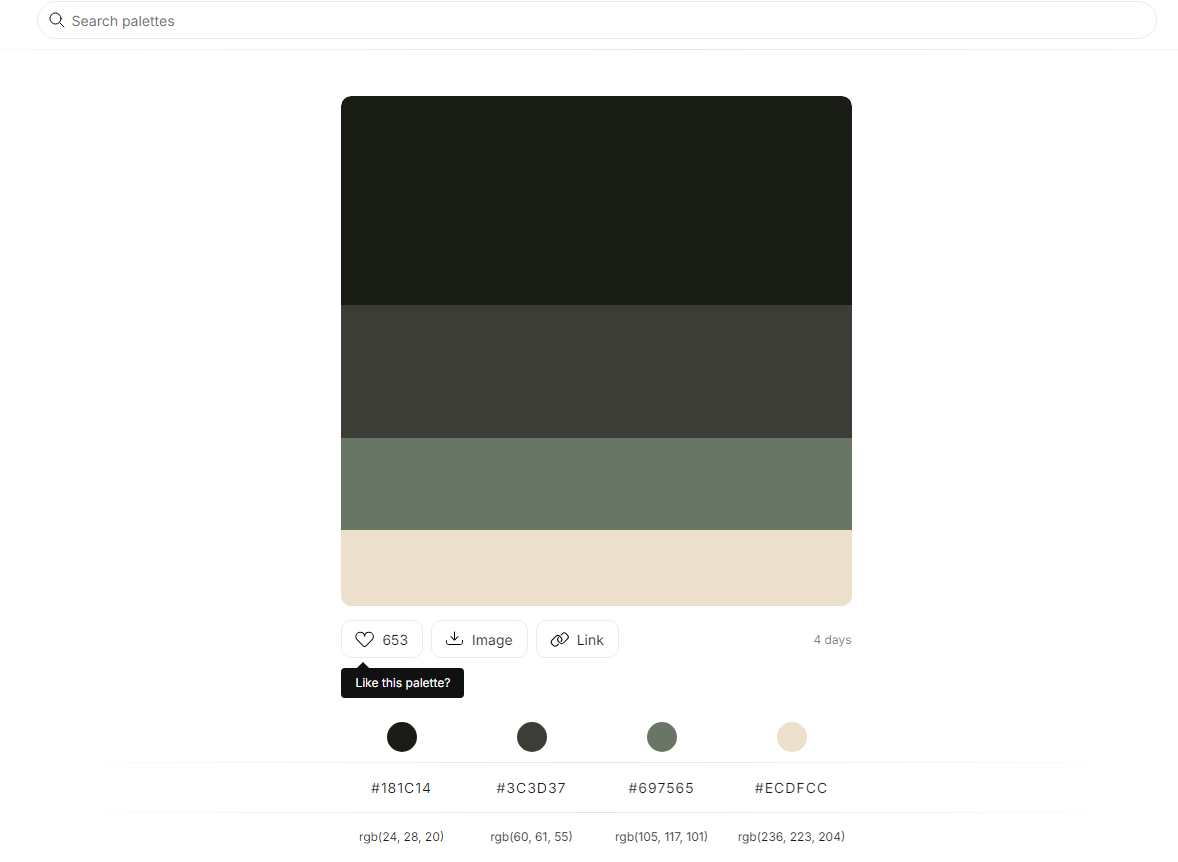 Search palettes
653 Image Link 4 days
Like this palette?
#181C14 #3C3D37 #697565 #ECDFCC
rgb(24, 28, 20) rgb(60, 61, 55) rgb(105, 117, 101) rgb(236, 223, 204)